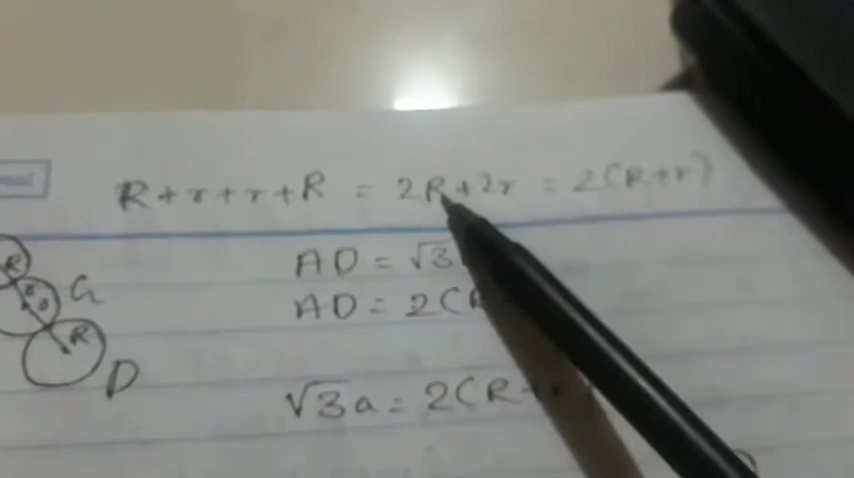 R + r + r + R = 2R + 2r = 2(R+r)
AD = √3
AD = 2(R
√3a = 2(R+r
R
G
R
D